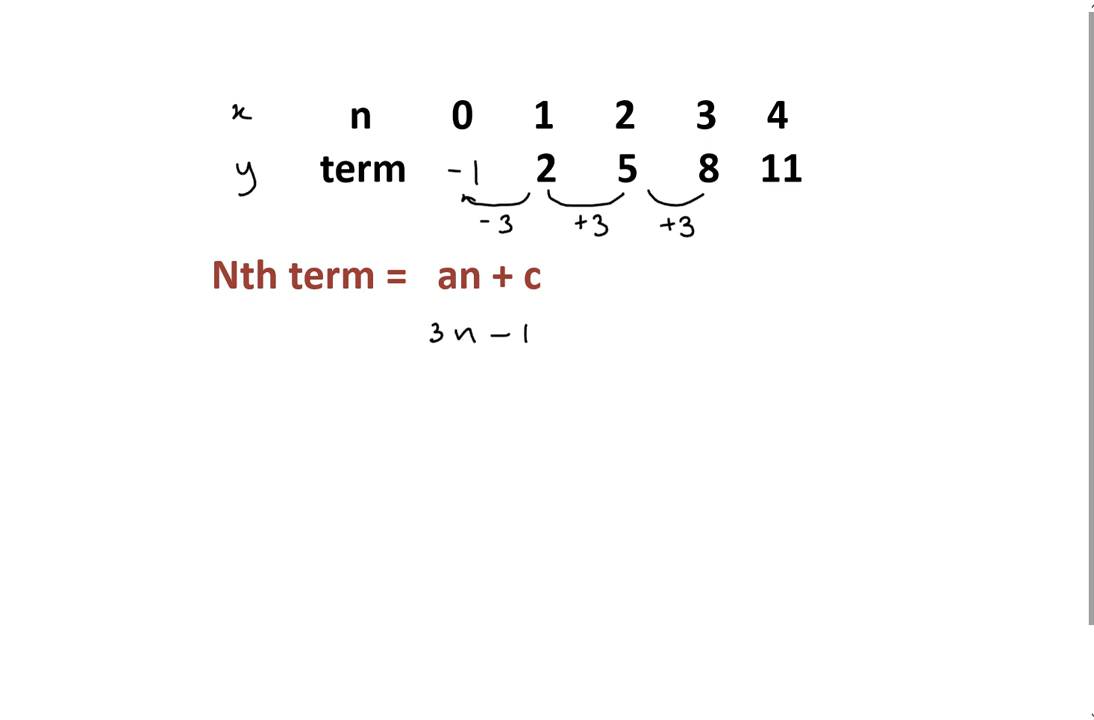 x n 0 1 2 3 4
y term -1 2 5 8 11
-3 +3 +3
Nth term = an + c
3n - 1